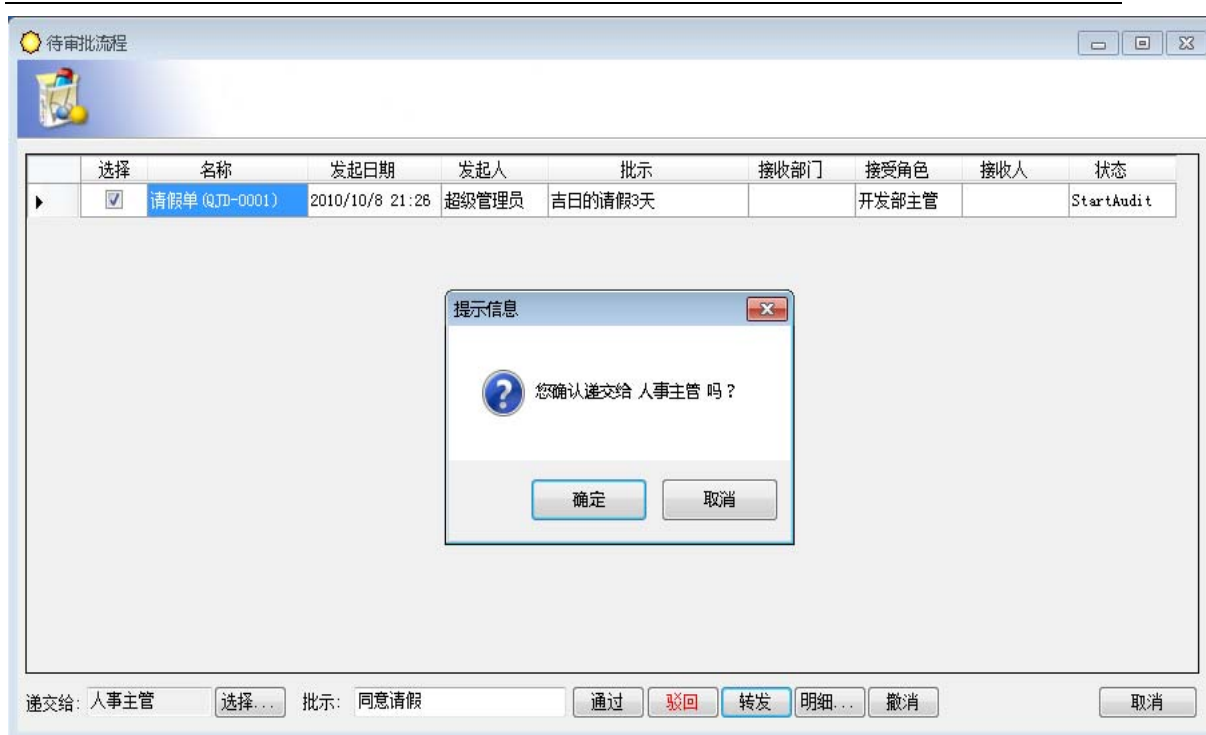 待审批流程
选择 名称 发起日期 发起人 批示 接收部门 接受角色 接收人 状态
请假单(QJD-0001) 2010/10/8 21:26 超级管理员 吉日的请假3天 开发部主管 StartAudit
提示信息
您确认递交给 人事主管 吗？
确定 取消
递交给: 人事主管 选择... 批示: 同意请假 通过 驳回 转发 明细... 撤消 取消